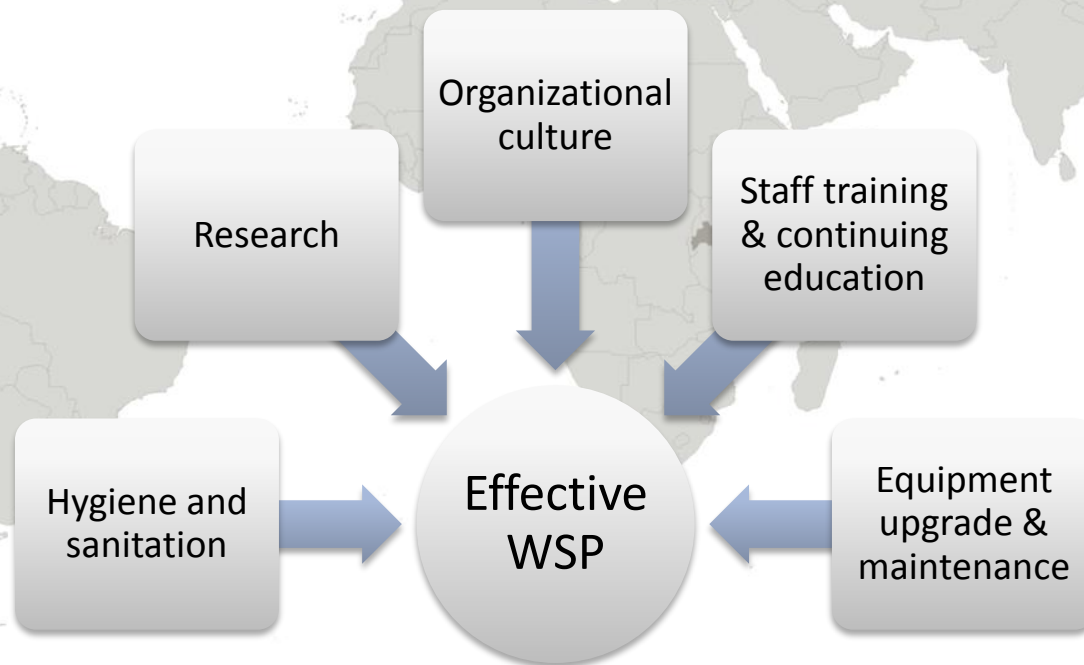 Organizational
culture
Research
Staff training
& continuing
education
Hygiene and
sanitation
Effective
WSP
Equipment
upgrade &
maintenance